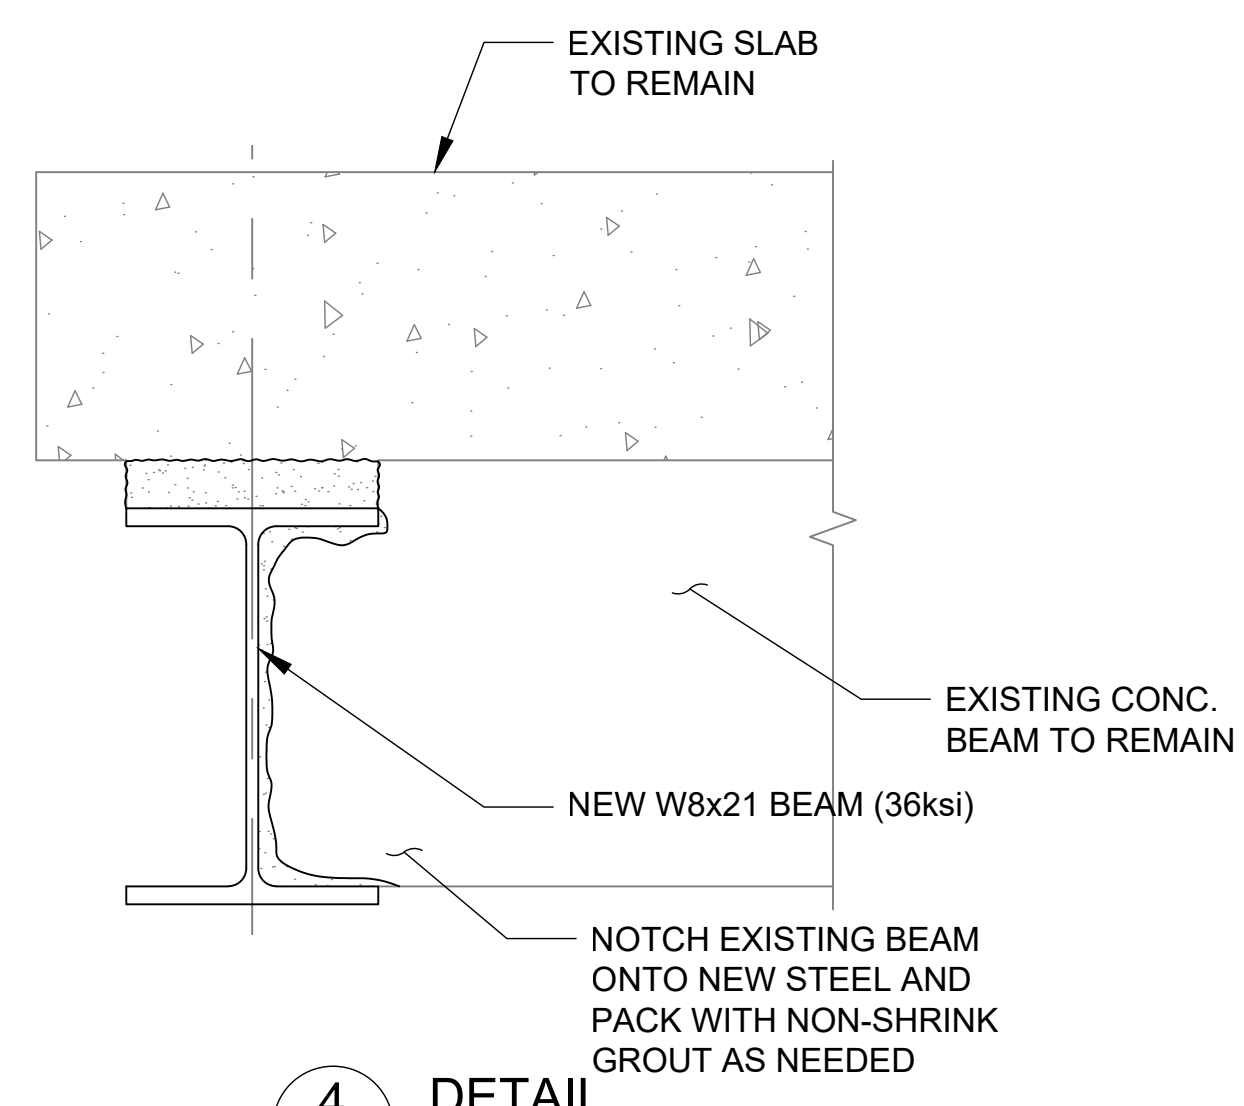 EXISTING SLAB
TO REMAIN
EXISTING CONC.
BEAM TO REMAIN
NEW W8x21 BEAM (36ksi)
NOTCH EXISTING BEAM
ONTO NEW STEEL AND
PACK WITH NON-SHRINK
GROUT AS NEEDED
4 DETAIL